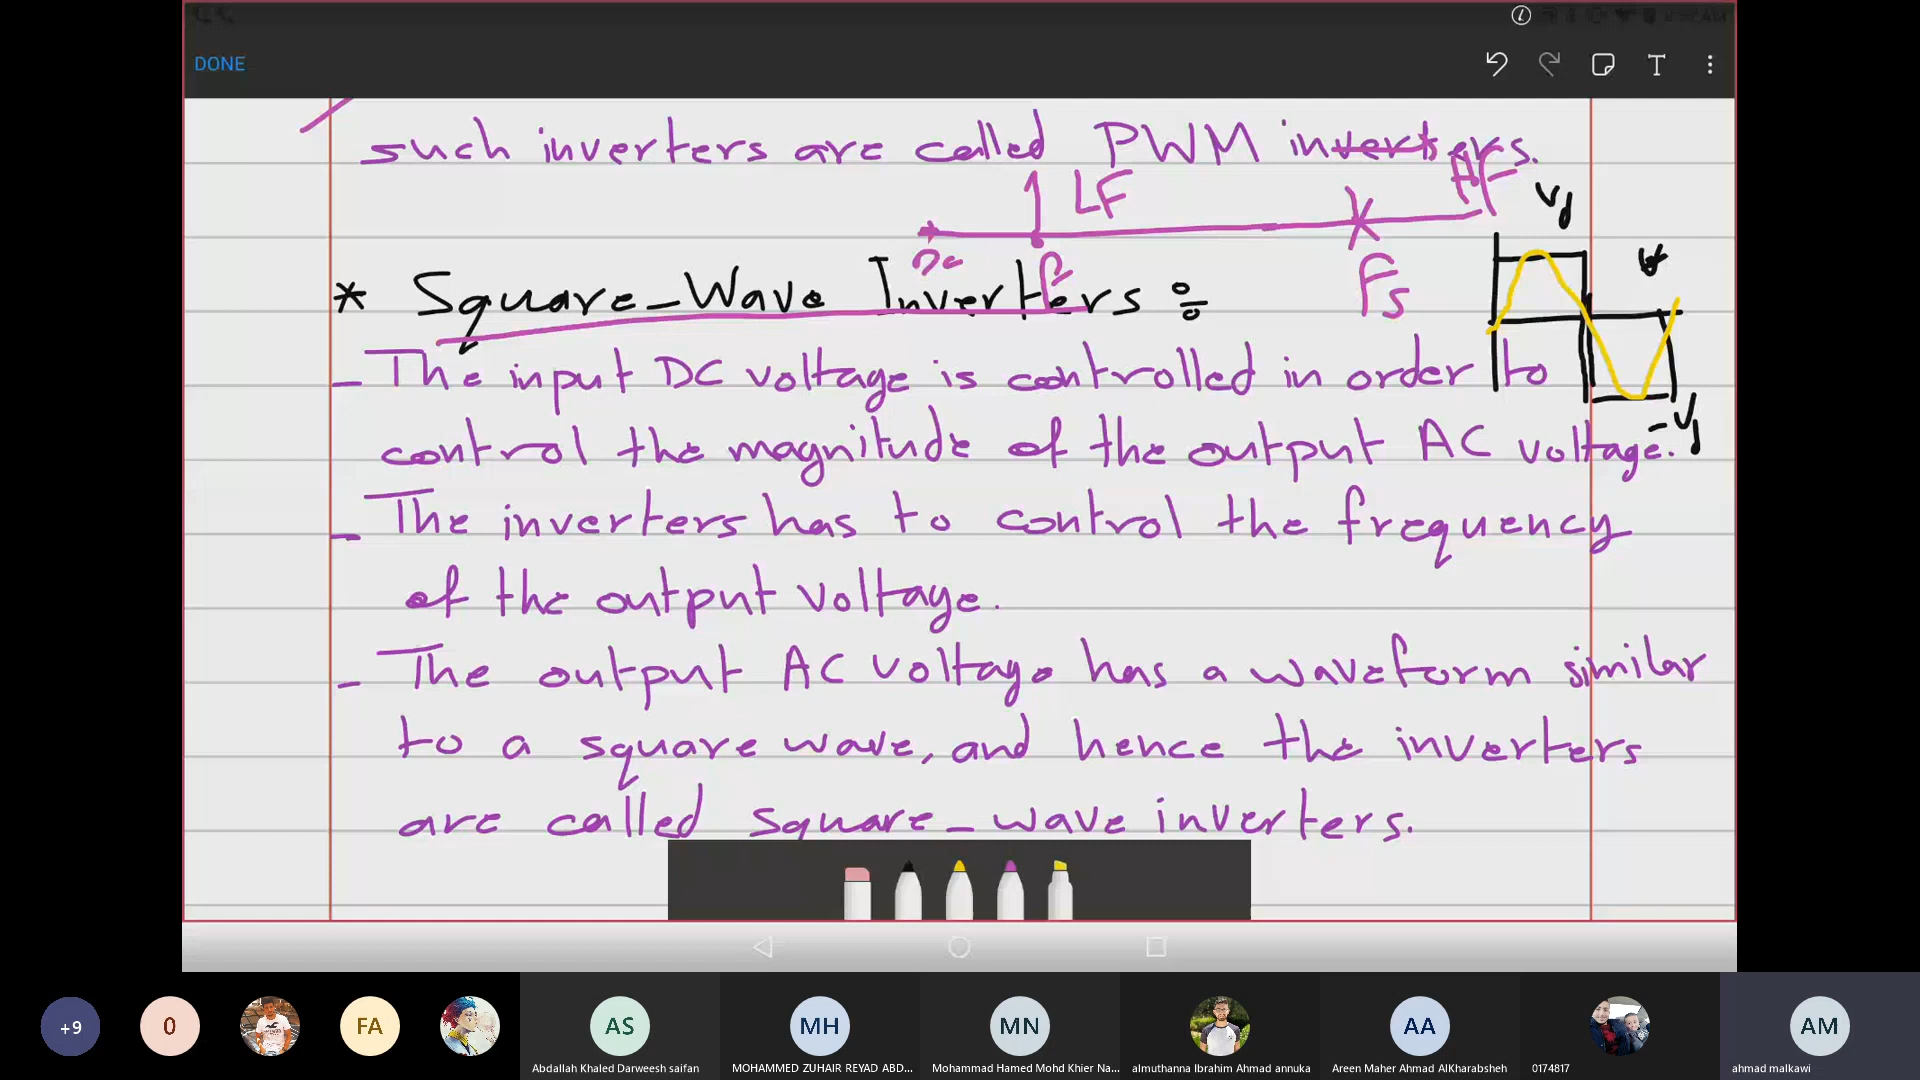 DONE
such inverters are called PWM inverters.
LF
HF
Vd
DC
f
Fs
* Square-Wave Inverters ÷
- The input DC voltage is controlled in order to
control the magnitude of the output AC voltage.
-Vd
- The inverters has to control the frequency
of the output voltage.
- The output AC voltage has a waveform similar
to a square wave, and hence the inverters
are called square-wave inverters.
+9
0
FA
AS
MH
MN
AA
AM
Abdallah Khaled Darweesh saifan
MOHAMMED ZUHAIR REYAD ABD...
Mohammad Hamed Mohd Khier Na...
almuthanna Ibrahim Ahmad annuka
Areen Maher Ahmad AlKharabsheh
0174817
ahmad malkawi